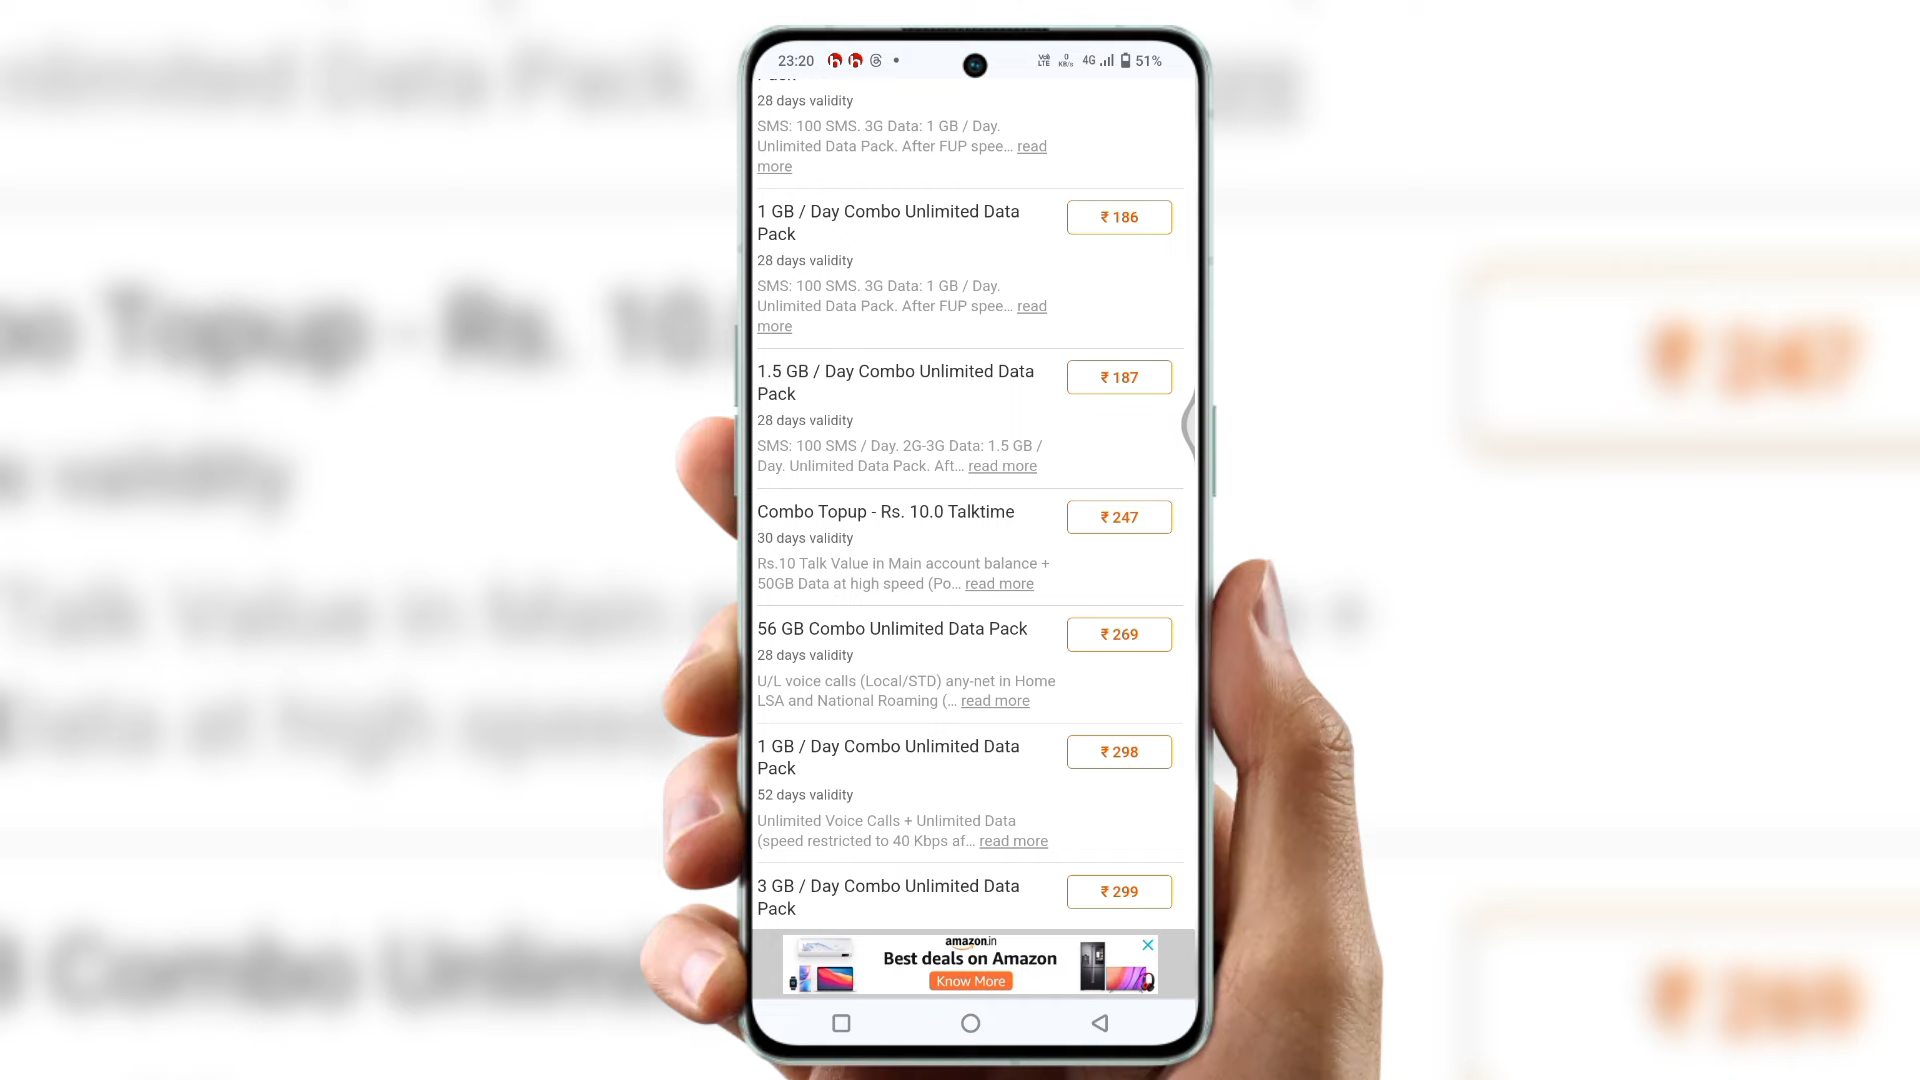 23:20
VoI) LTE
0 KB/s
4G
51%
28 days validity
SMS: 100 SMS. 3G Data: 1 GB / Day.
Unlimited Data Pack. After FUP spee... read
more
1 GB / Day Combo Unlimited Data
Pack
₹ 186
28 days validity
SMS: 100 SMS. 3G Data: 1 GB / Day.
Unlimited Data Pack. After FUP spee... read
more
1.5 GB / Day Combo Unlimited Data
Pack
₹ 187
28 days validity
SMS: 100 SMS / Day. 2G-3G Data: 1.5 GB /
Day. Unlimited Data Pack. Aft... read more
Combo Topup - Rs. 10.0 Talktime
₹ 247
30 days validity
Rs.10 Talk Value in Main account balance +
50GB Data at high speed (Po... read more
56 GB Combo Unlimited Data Pack
₹ 269
28 days validity
U/L voice calls (Local/STD) any-net in Home
LSA and National Roaming (... read more
1 GB / Day Combo Unlimited Data
Pack
₹ 298
52 days validity
Unlimited Voice Calls + Unlimited Data
(speed restricted to 40 Kbps af... read more
3 GB / Day Combo Unlimited Data
Pack
₹ 299
amazon.in
Best deals on Amazon
Know More